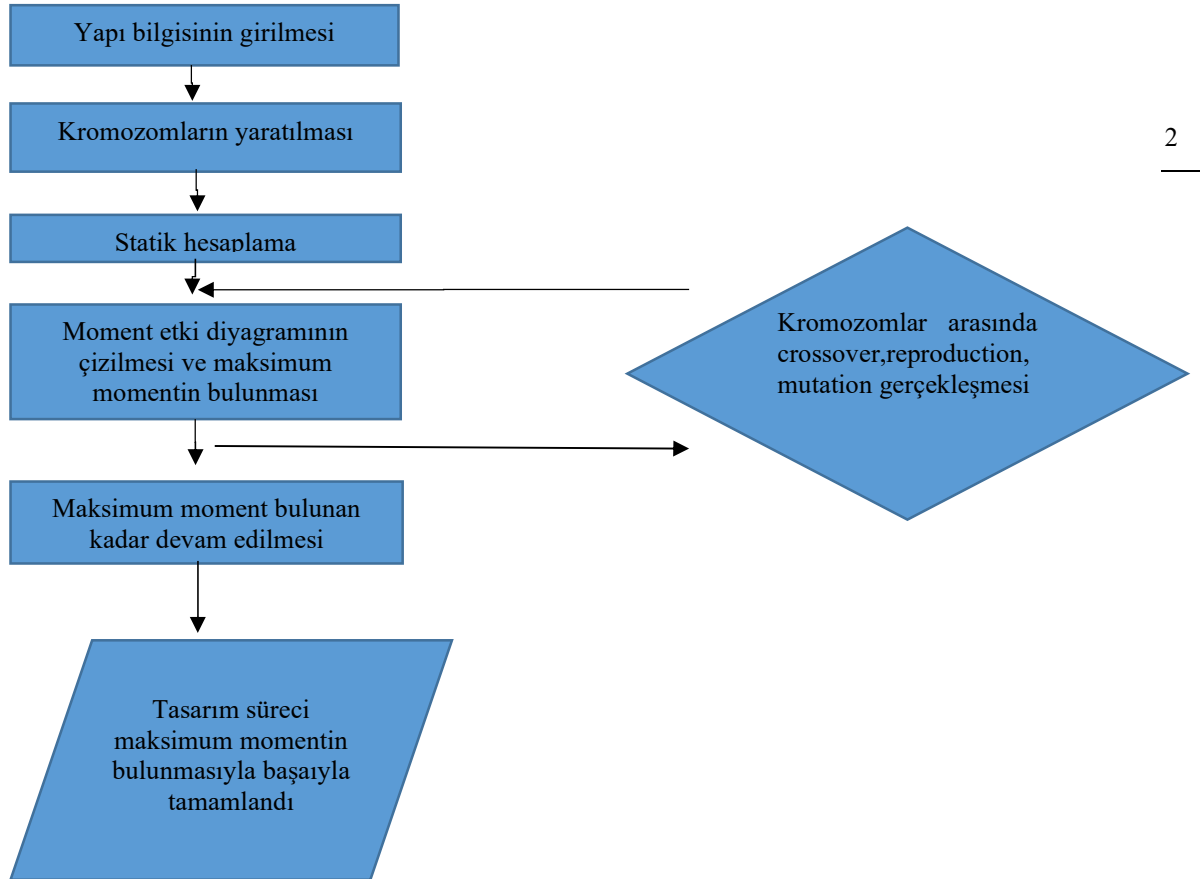 Yapı bilgisinin girilmesi
Kromozomların yaratılması
2
Statik hesaplama
Moment etki diyagramının
çizilmesi ve maksimum
momentin bulunması
Kromozomlar arasında
crossover,reproduction,
mutation gerçekleşmesi
Maksimum moment bulunan
kadar devam edilmesi
Tasarım süreci
maksimum momentin
bulunmasıyla başaıyla
tamamlandı